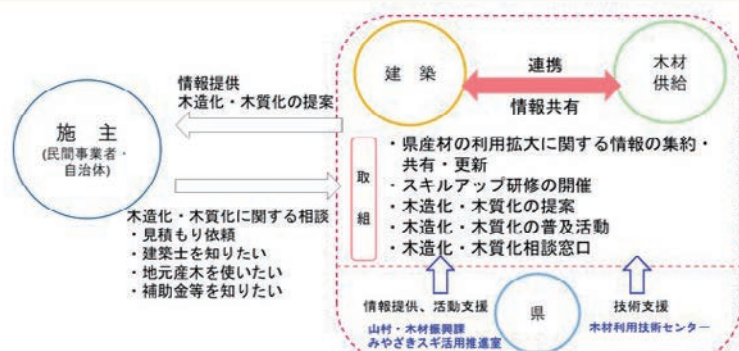 施 主
(民間事業者・
自治体)
情報提供
木造化・木質化の提案
木造化・木質化に関する相談
・見積もり依頼
・建築士を知りたい
・地元産木を使いたい
・補助金等を知りたい
建 築
連携
情報共有
木材
供給
取
組
・県産材の利用拡大に関する情報の集約・
共有・更新
・スキルアップ研修の開催
・木造化・木質化の提案
・木造化・木質化の普及活動
・木造化・木質化相談窓口
情報提供、活動支援
山村・木材振興課
みやざきスギ活用推進室
県
技術支援
木材利用技術センター